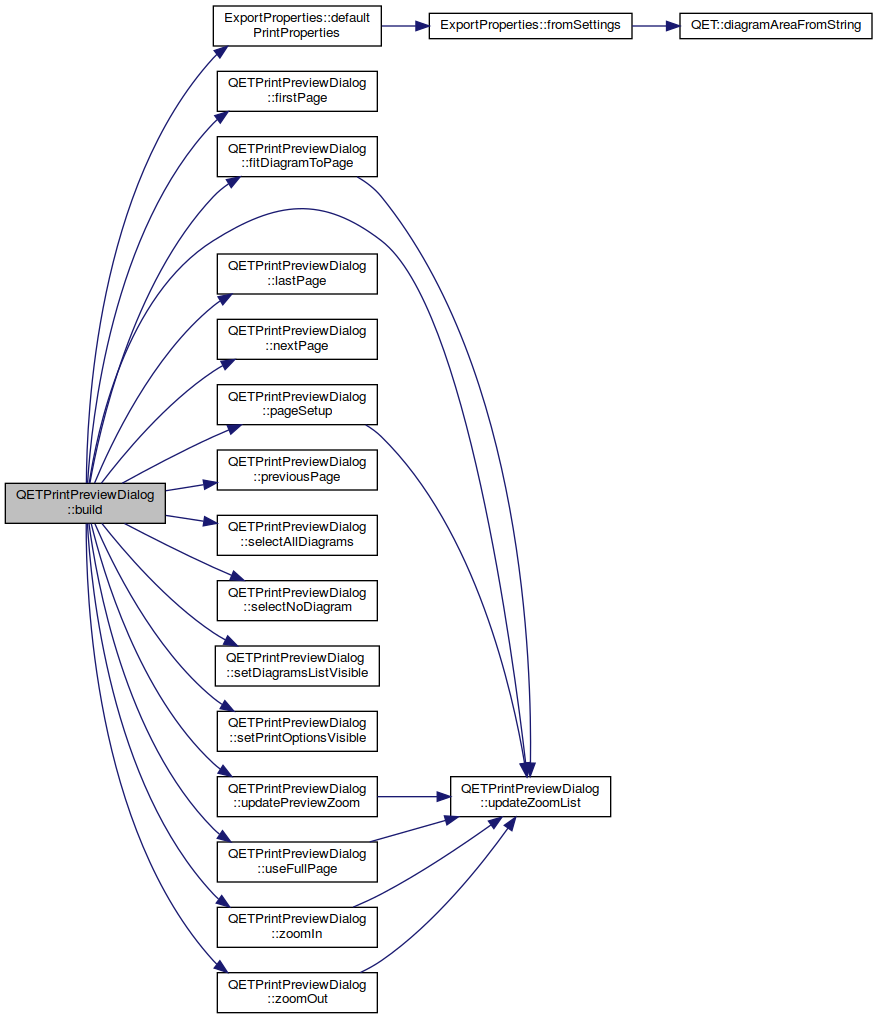 ExportProperties::default
PrintProperties
ExportProperties::fromSettings
QET::diagramAreaFromString
QETPrintPreviewDialog
::firstPage
QETPrintPreviewDialog
::fitDiagramToPage
QETPrintPreviewDialog
::lastPage
QETPrintPreviewDialog
::nextPage
QETPrintPreviewDialog
::pageSetup
QETPrintPreviewDialog
::previousPage
QETPrintPreviewDialog
::build
QETPrintPreviewDialog
::selectAllDiagrams
QETPrintPreviewDialog
::selectNoDiagram
QETPrintPreviewDialog
::setDiagramsListVisible
QETPrintPreviewDialog
::setPrintOptionsVisible
QETPrintPreviewDialog
::updatePreviewZoom
QETPrintPreviewDialog
::updateZoomList
QETPrintPreviewDialog
::useFullPage
QETPrintPreviewDialog
::zoomIn
QETPrintPreviewDialog
::zoomOut